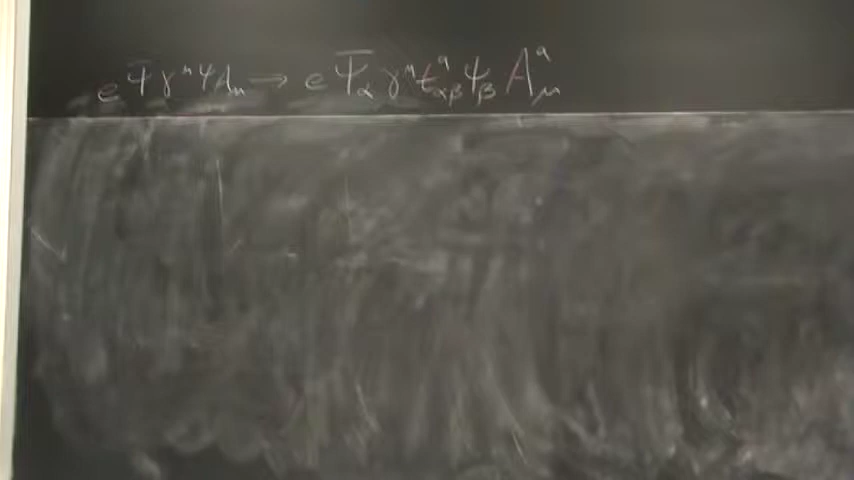 e Ψ̄ γ^μ ψ A_μ → e Ψ̄_α γ^μ t^a_{αβ} ψ_β A^a_μ